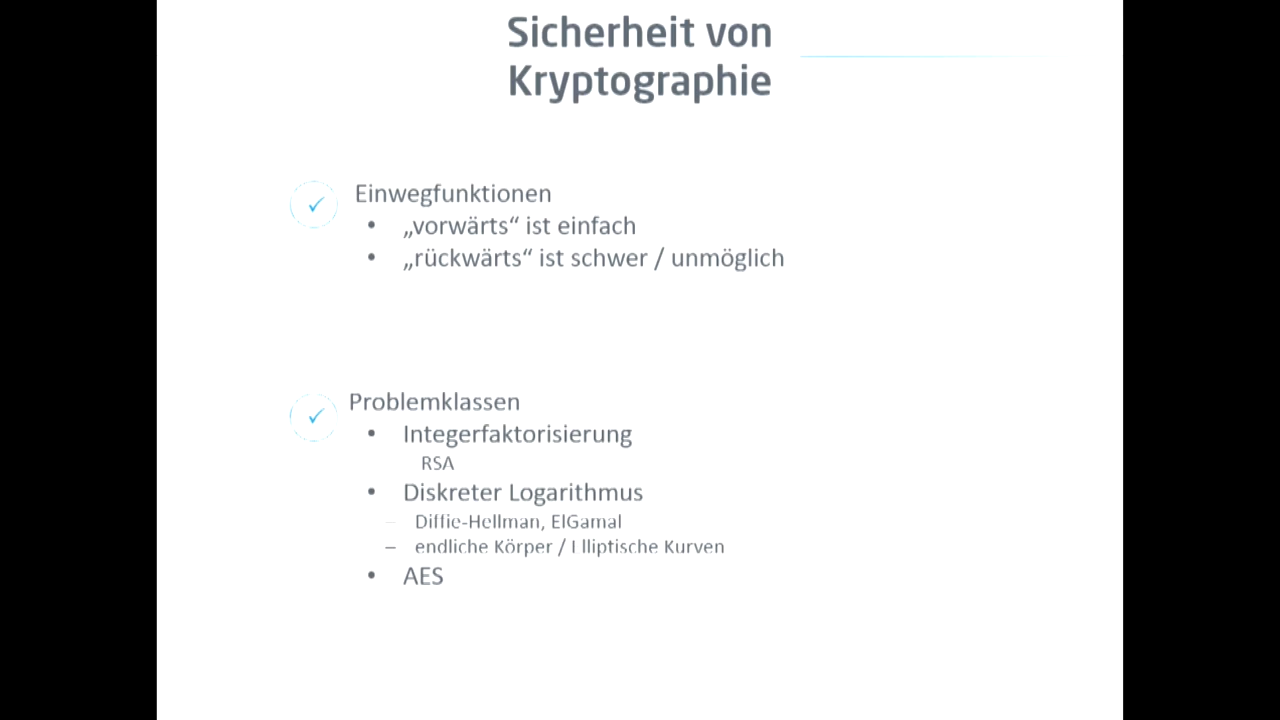 Sicherheit von
Kryptographie
Einwegfunktionen
• „vorwärts“ ist einfach
• „rückwärts“ ist schwer / unmöglich
Problemklassen
• Integerfaktorisierung
RSA
• Diskreter Logarithmus
– Diffie-Hellman, ElGamal
– endliche Körper / Elliptische Kurven
• AES